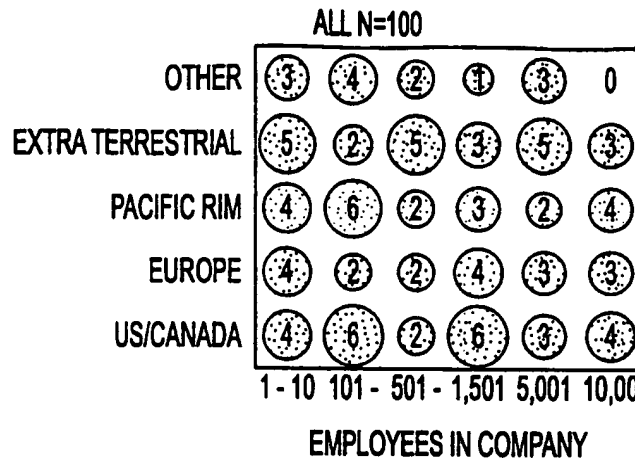 ALL N=100
OTHER 3 4 2 1 3 0
EXTRA TERRESTRIAL 5 2 5 3 5 3
PACIFIC RIM 4 6 2 3 2 4
EUROPE 4 2 2 4 3 3
US/CANADA 4 6 2 6 3 4
1 - 10 101 - 501 - 1,501 5,001 10,00
EMPLOYEES IN COMPANY